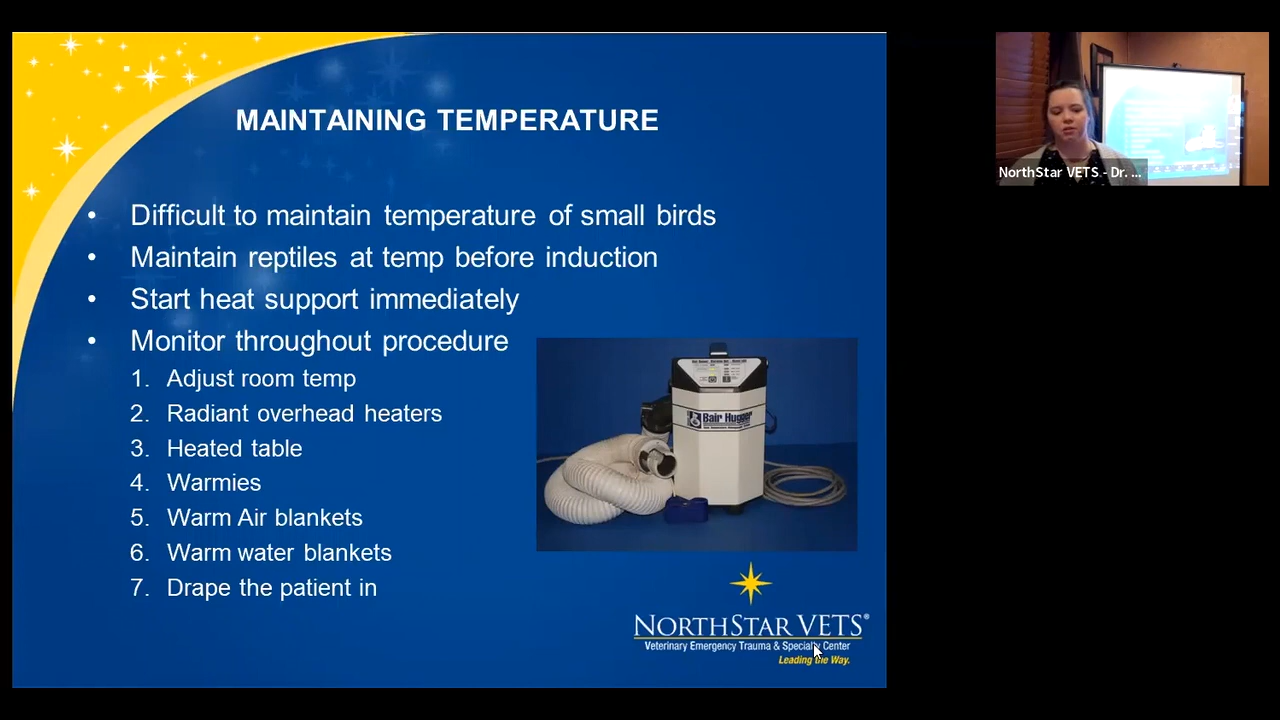 MAINTAINING TEMPERATURE
• Difficult to maintain temperature of small birds
• Maintain reptiles at temp before induction
• Start heat support immediately
• Monitor throughout procedure
1. Adjust room temp
2. Radiant overhead heaters
3. Heated table
4. Warmies
5. Warm Air blankets
6. Warm water blankets
7. Drape the patient in
Bair Hugger
NORTHSTAR VETS®
Veterinary Emergency Trauma & Specialty Center
Leading the Way.
NorthStar VETS - Dr. ...